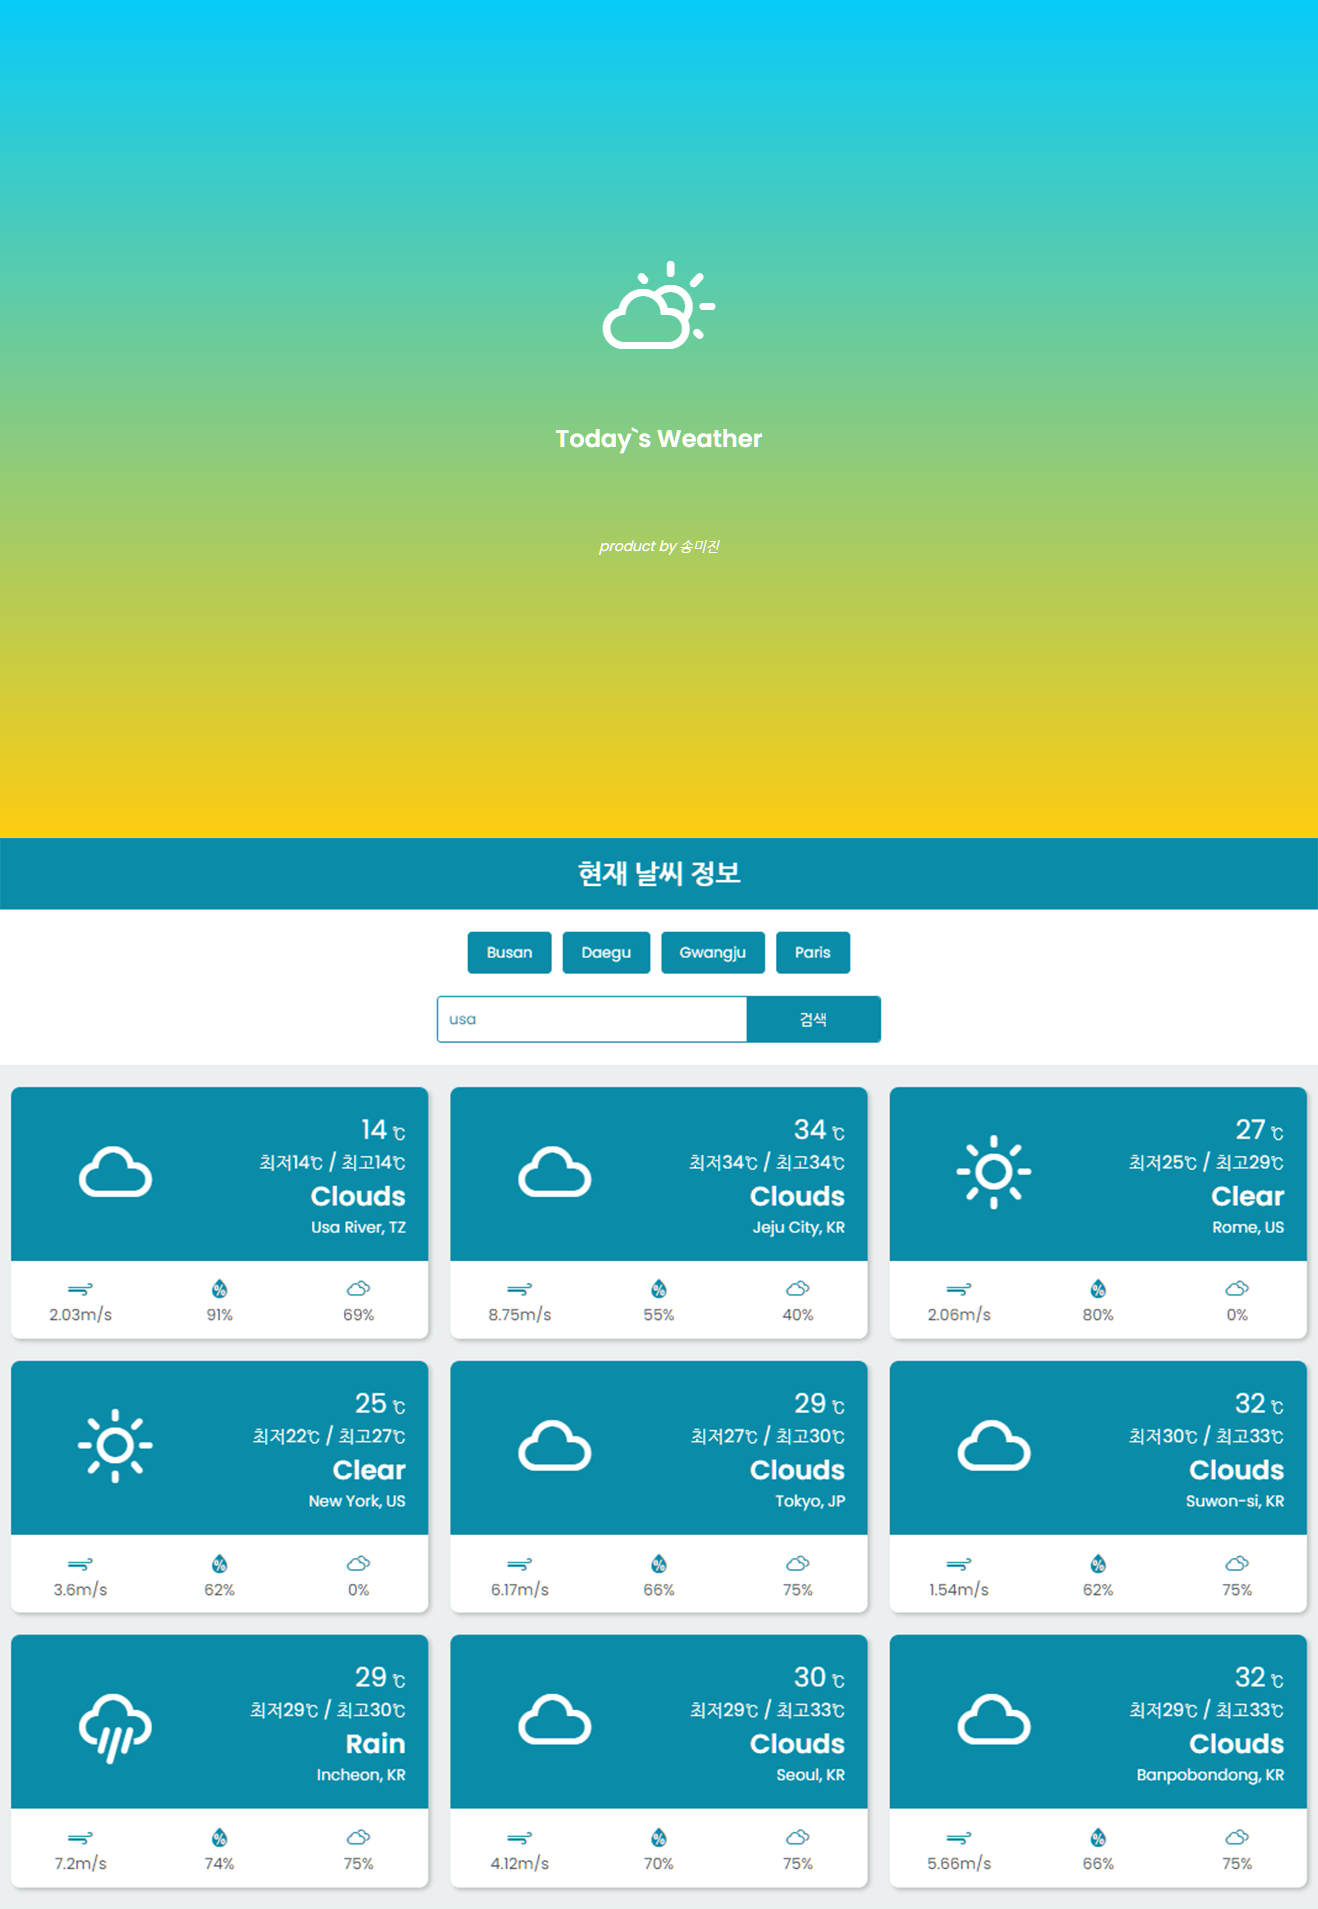 Today`s Weather
product by 송미진
현재 날씨 정보
Busan Daegu Gwangju Paris
usa 검색
14 ℃
최저14℃ / 최고14℃
Clouds
Usa River, TZ
2.03m/s 91% 69%
34 ℃
최저34℃ / 최고34℃
Clouds
Jeju City, KR
8.75m/s 55% 40%
27 ℃
최저25℃ / 최고29℃
Clear
Rome, US
2.06m/s 80% 0%
25 ℃
최저22℃ / 최고27℃
Clear
New York, US
3.6m/s 62% 0%
29 ℃
최저27℃ / 최고30℃
Clouds
Tokyo, JP
6.17m/s 66% 75%
32 ℃
최저30℃ / 최고33℃
Clouds
Suwon-si, KR
1.54m/s 62% 75%
29 ℃
최저29℃ / 최고30℃
Rain
Incheon, KR
7.2m/s 74% 75%
30 ℃
최저29℃ / 최고33℃
Clouds
Seoul, KR
4.12m/s 70% 75%
32 ℃
최저29℃ / 최고33℃
Clouds
Banpobondong, KR
5.66m/s 66% 75%